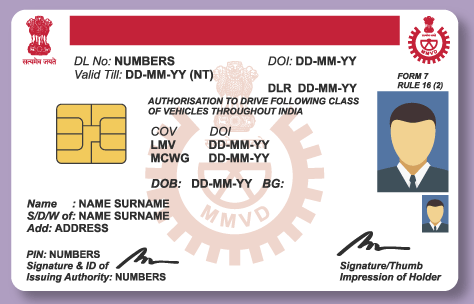 DL No: NUMBERS DOI: DD-MM-YY
Valid Till: DD-MM-YY (NT)
DLR DD-MM-YY
सत्यमेव जयते
FORM 7
RULE 16 (2)
AUTHORISATION TO DRIVE FOLLOWING CLASS
OF VEHICLES THROUGHOUT INDIA
COV DOI
LMV DD-MM-YY
MCWG DD-MM-YY
DOB: DD-MM-YY BG:
Name : NAME SURNAME
S/D/W of: NAME SURNAME
Add: ADDRESS
MMVD
PIN: NUMBERS
Signature & ID of
Issuing Authority: NUMBERS
Signature/Thumb
Impression of Holder